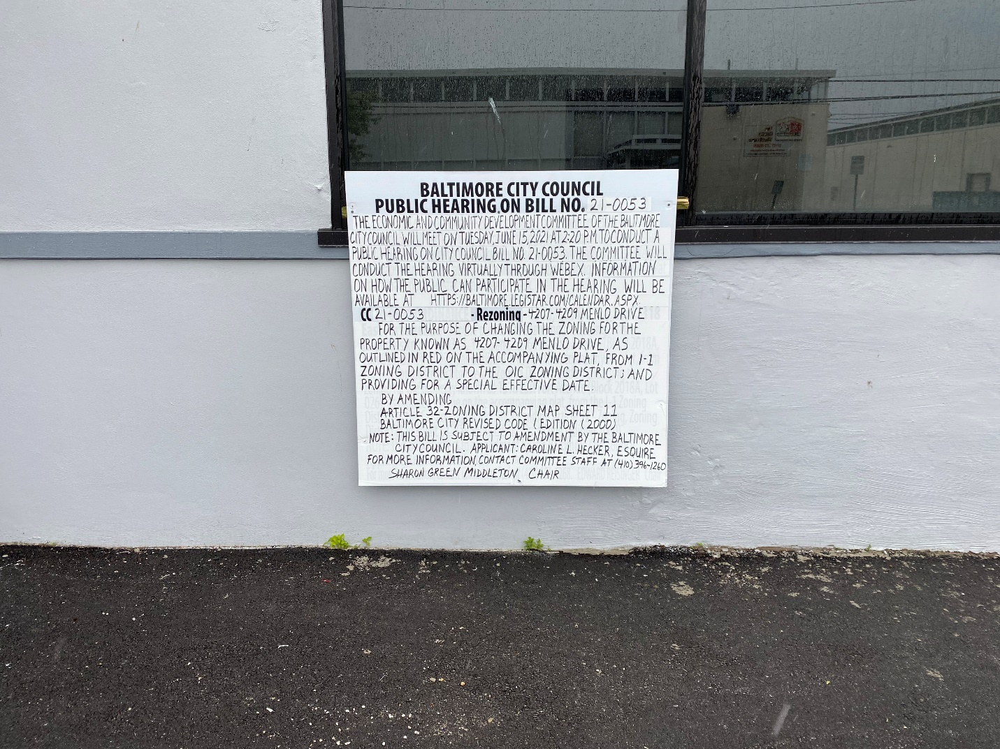 BALTIMORE CITY COUNCIL
PUBLIC HEARING ON BILL NO. 21-0053
THE ECONOMIC AND COMMUNITY DEVELOPMENT COMMITTEE OF THE BALITMORE
CITY COUNCIL WILL MEET ON TUESDAY, JUNE 15, 2021 AT 2:20 P.M. TO CONDUCT A
PUBLIC HEARING ON CITY COUNCIL BILL NO. 21-0053. THE COMMITTEE WILL
CONDUCT THE HEARING VIRTUALLY THROUGH WEBEX. INFORMATION
ON HOW THE PUBLIC CAN PARTICIPATE IN THE HEARING WILL BE
AVAILABLE AT HTTPS://BALTIMORE.LEGISTAR.COM/CALENDAR.ASPX.
CC 21-0053 - Rezoning - 4207-4209 MENLO DRIVE
FOR THE PURPOSE OF CHANGING THE ZONING FOR THE
PROPERTY KNOWN AS 4207-4209 MENLO DRIVE, AS
OUTLINED IN RED ON THE ACCOMPANYING PLAT, FROM I-1
ZONING DISTRICT TO THE OIC ZONING DISTRICT; AND
PROVIDING FOR A SPECIAL EFFECTIVE DATE.
BY AMENDING
ARTICLE 32-ZONING DISTRICT MAP SHEET 11
BALTIMORE CITY REVISED CODE (EDITION (2000)
NOTE: THIS BILL IS SUBJECT TO AMENDMENT BY THE BALTIMORE
CITY COUNCIL. APPLICANT: CAROLINE L. HECKER, ESQUIRE
FOR MORE INFORMATION, CONTACT COMMITTEE STAFF AT (410) 396-1260
SHARON GREEN MIDDLETON, CHAIR